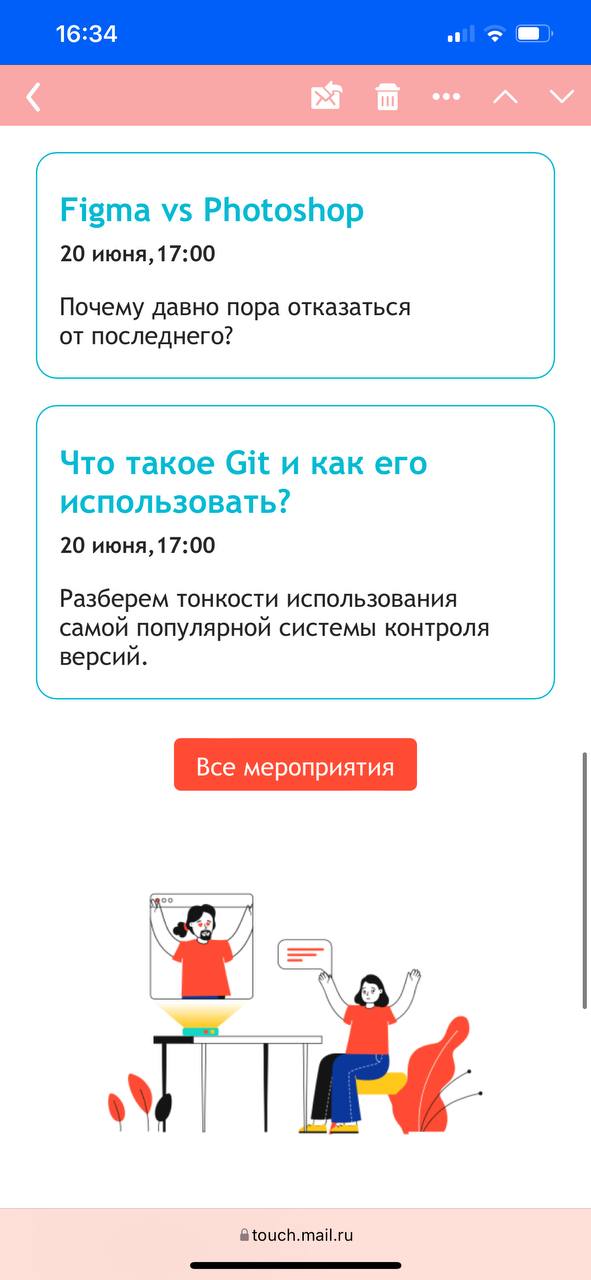 16:34
Figma vs Photoshop
20 июня,17:00
Почему давно пора отказаться
от последнего?
Что такое Git и как его
использовать?
20 июня,17:00
Разберем тонкости использования
самой популярной системы контроля
версий.
Все мероприятия
touch.mail.ru